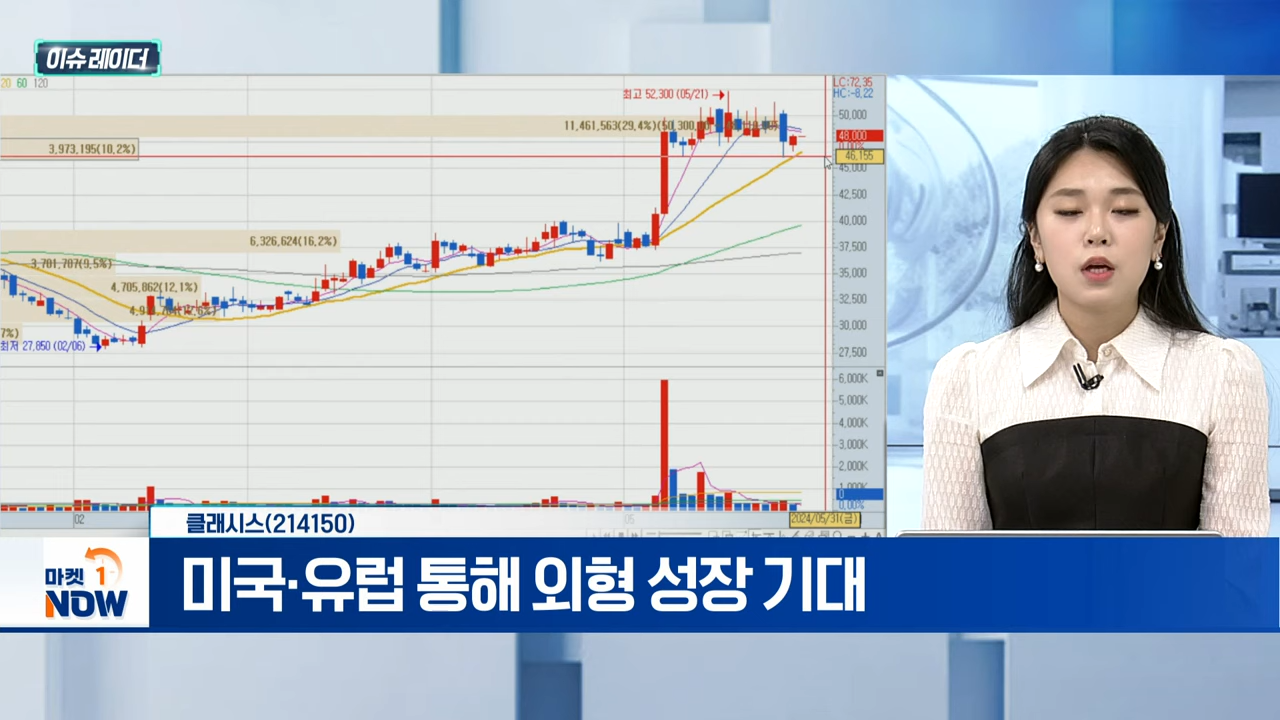 이슈 레이더
20 60 120
최고 52,300 (05/21)
LC:72.35
HC:-8.22
50,000
48,000
46,155
45,000
42,500
40,000
37,500
35,000
32,500
30,000
27,500
3,973,195(10,2%)
6,326,624(16,2%)
3,701,707(9,5%)
4,705,862(12,1%)
7%)
최저 27,850 (02/06)
6,000K
5,000K
4,000K
3,000K
2,000K
1,000K
0
0,00%
02
05
2024/05/31(금)
클래시스(214150)
마켓 1
NOW
미국·유럽 통해 외형 성장 기대